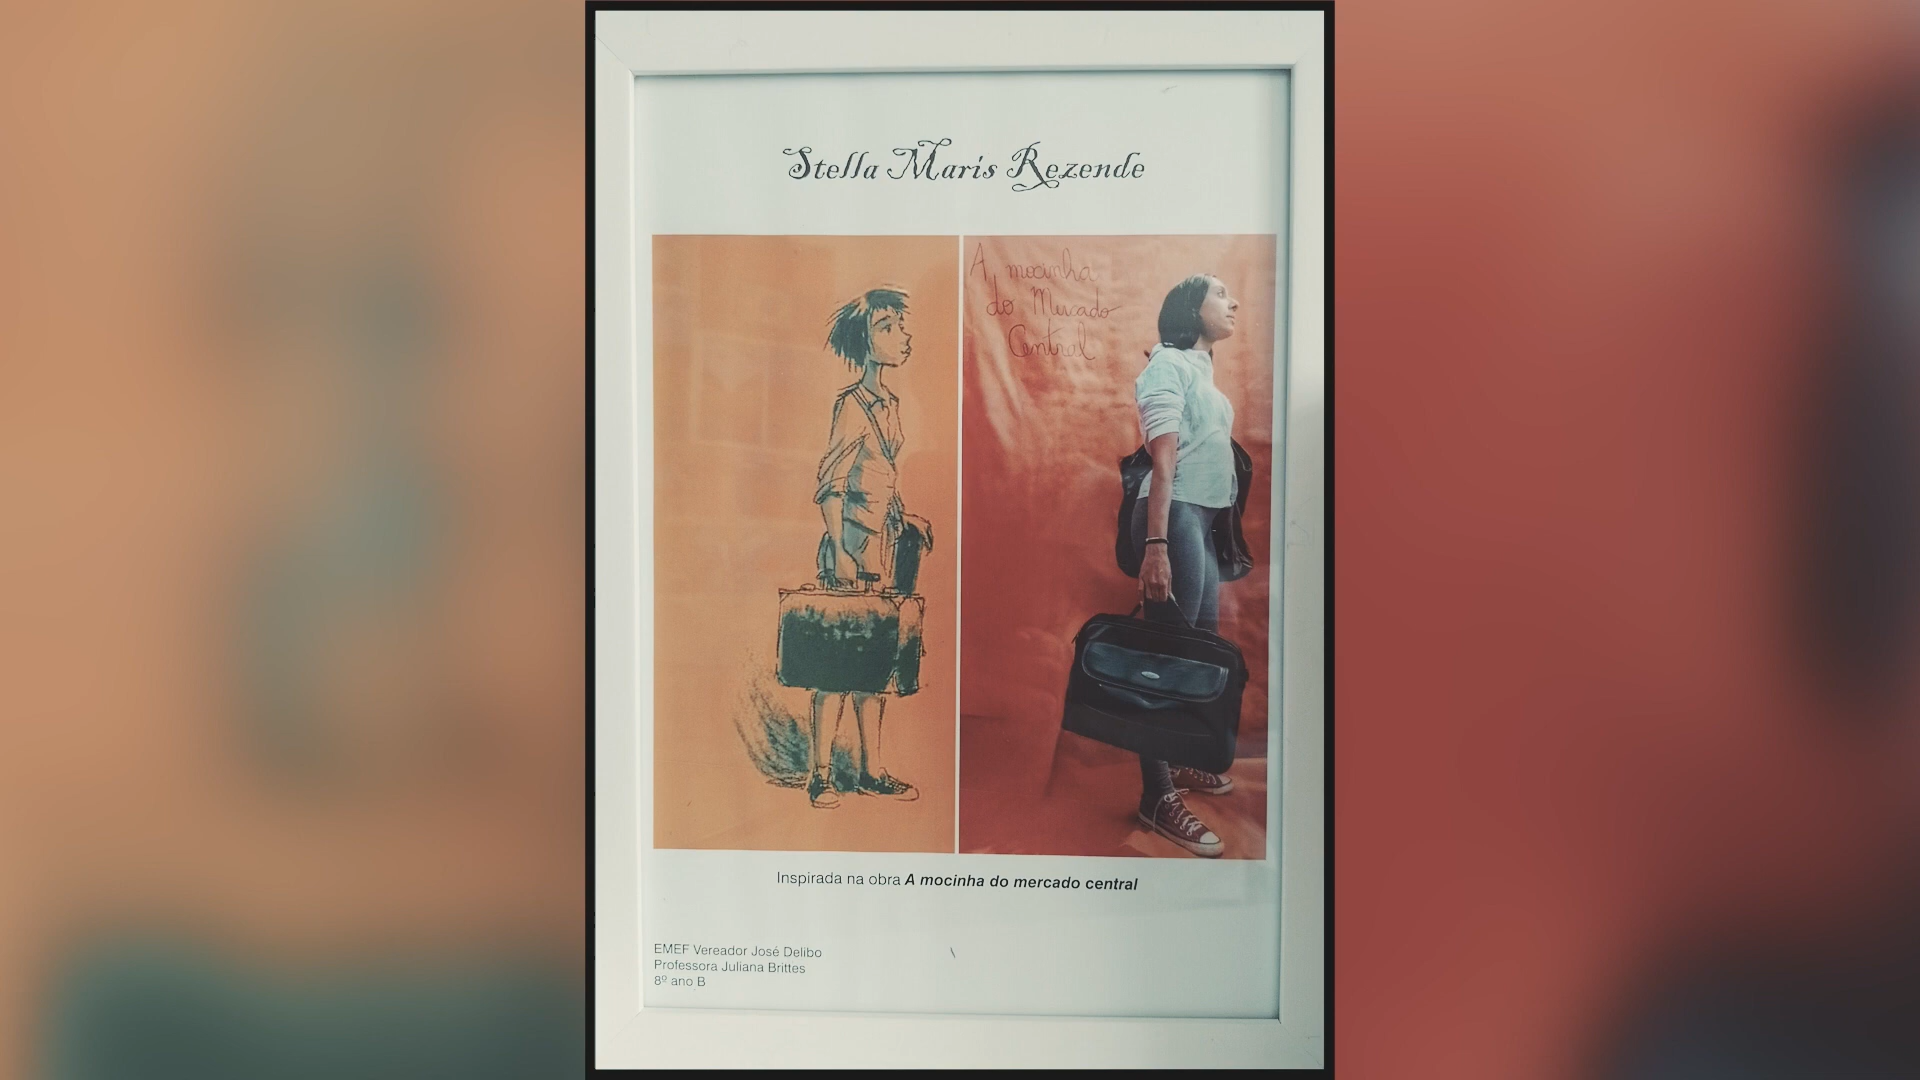 Stella Maris Rezende
A mocinha
do Mercado
Central
Inspirada na obra A mocinha do mercado central
EMEF Vereador José Delibo
Professora Juliana Brittes
8º ano B